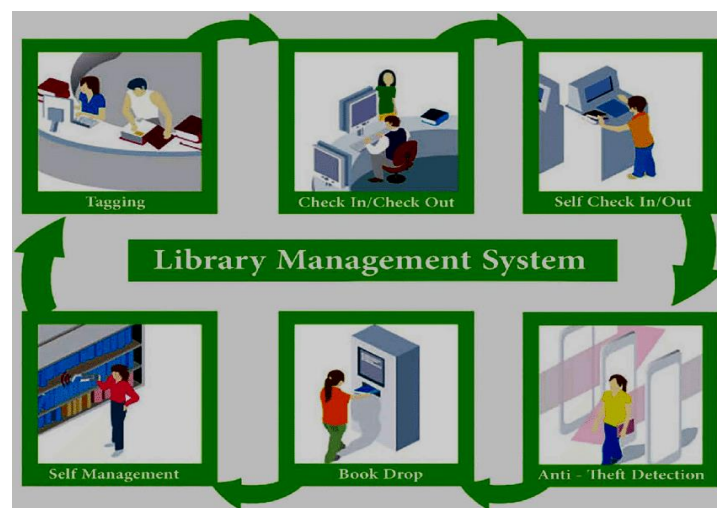 Tagging
Check In/Check Out
Self Check In/Out
Library Management System
Self Management
Book Drop
Anti - Theft Detection